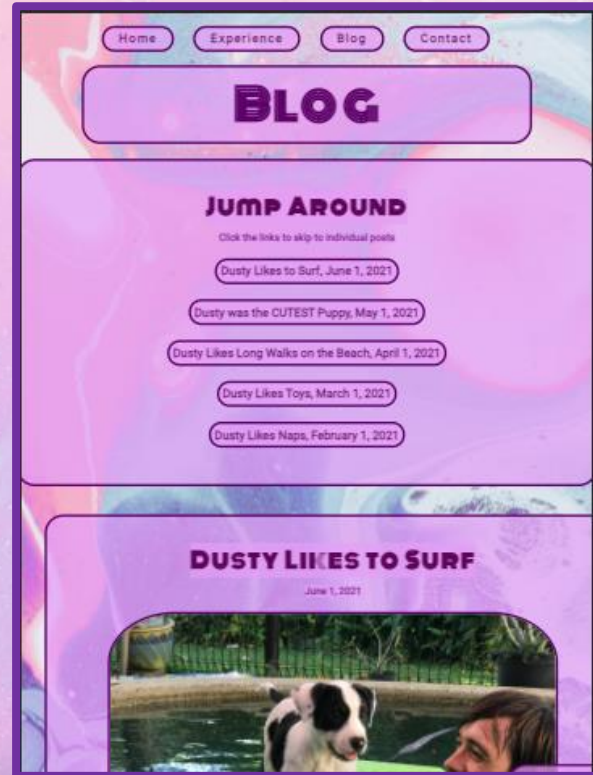 Home Experience Blog Contact
Blog
Jump Around
Click the links to skip to individual posts
Dusty Likes to Surf, June 1, 2021
Dusty was the CUTEST Puppy, May 1, 2021
Dusty Likes Long Walks on the Beach, April 1, 2021
Dusty Likes Toys, March 1, 2021
Dusty Likes Naps, February 1, 2021
Dusty Likes to Surf
June 1, 2021